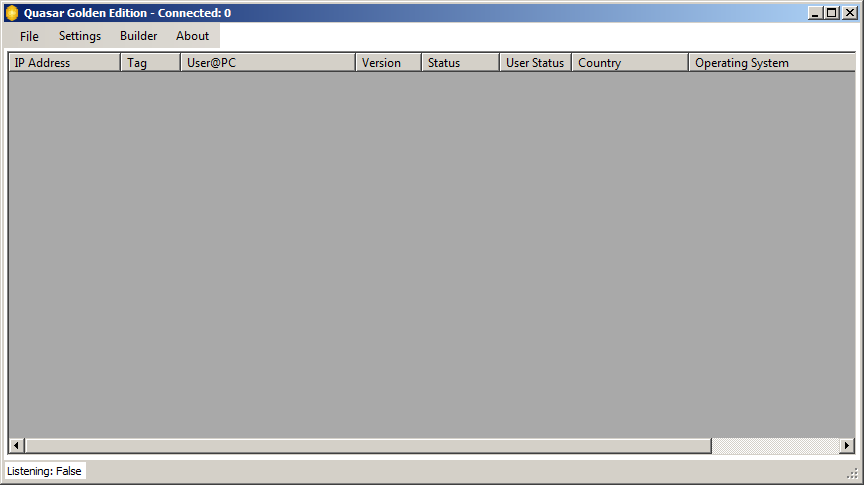 Quasar Golden Edition - Connected: 0
File Settings Builder About
IP Address Tag User@PC Version Status User Status Country Operating System
Listening: False